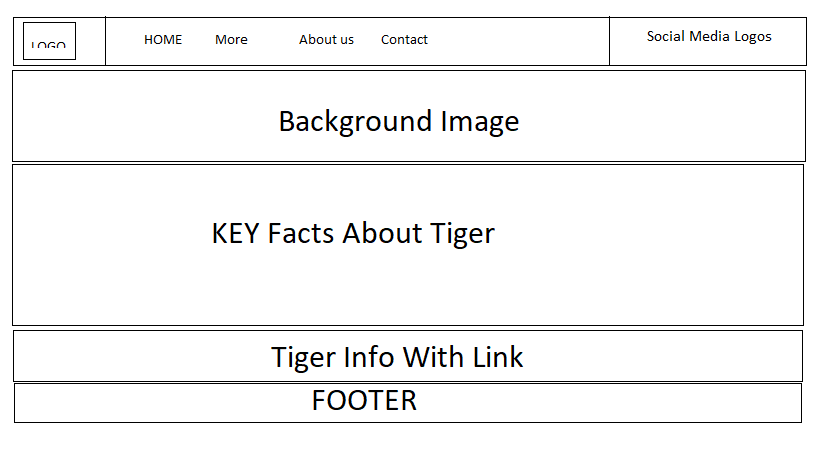 LOGO
HOME More About us Contact
Social Media Logos
Background Image
KEY Facts About Tiger
Tiger Info With Link
FOOTER